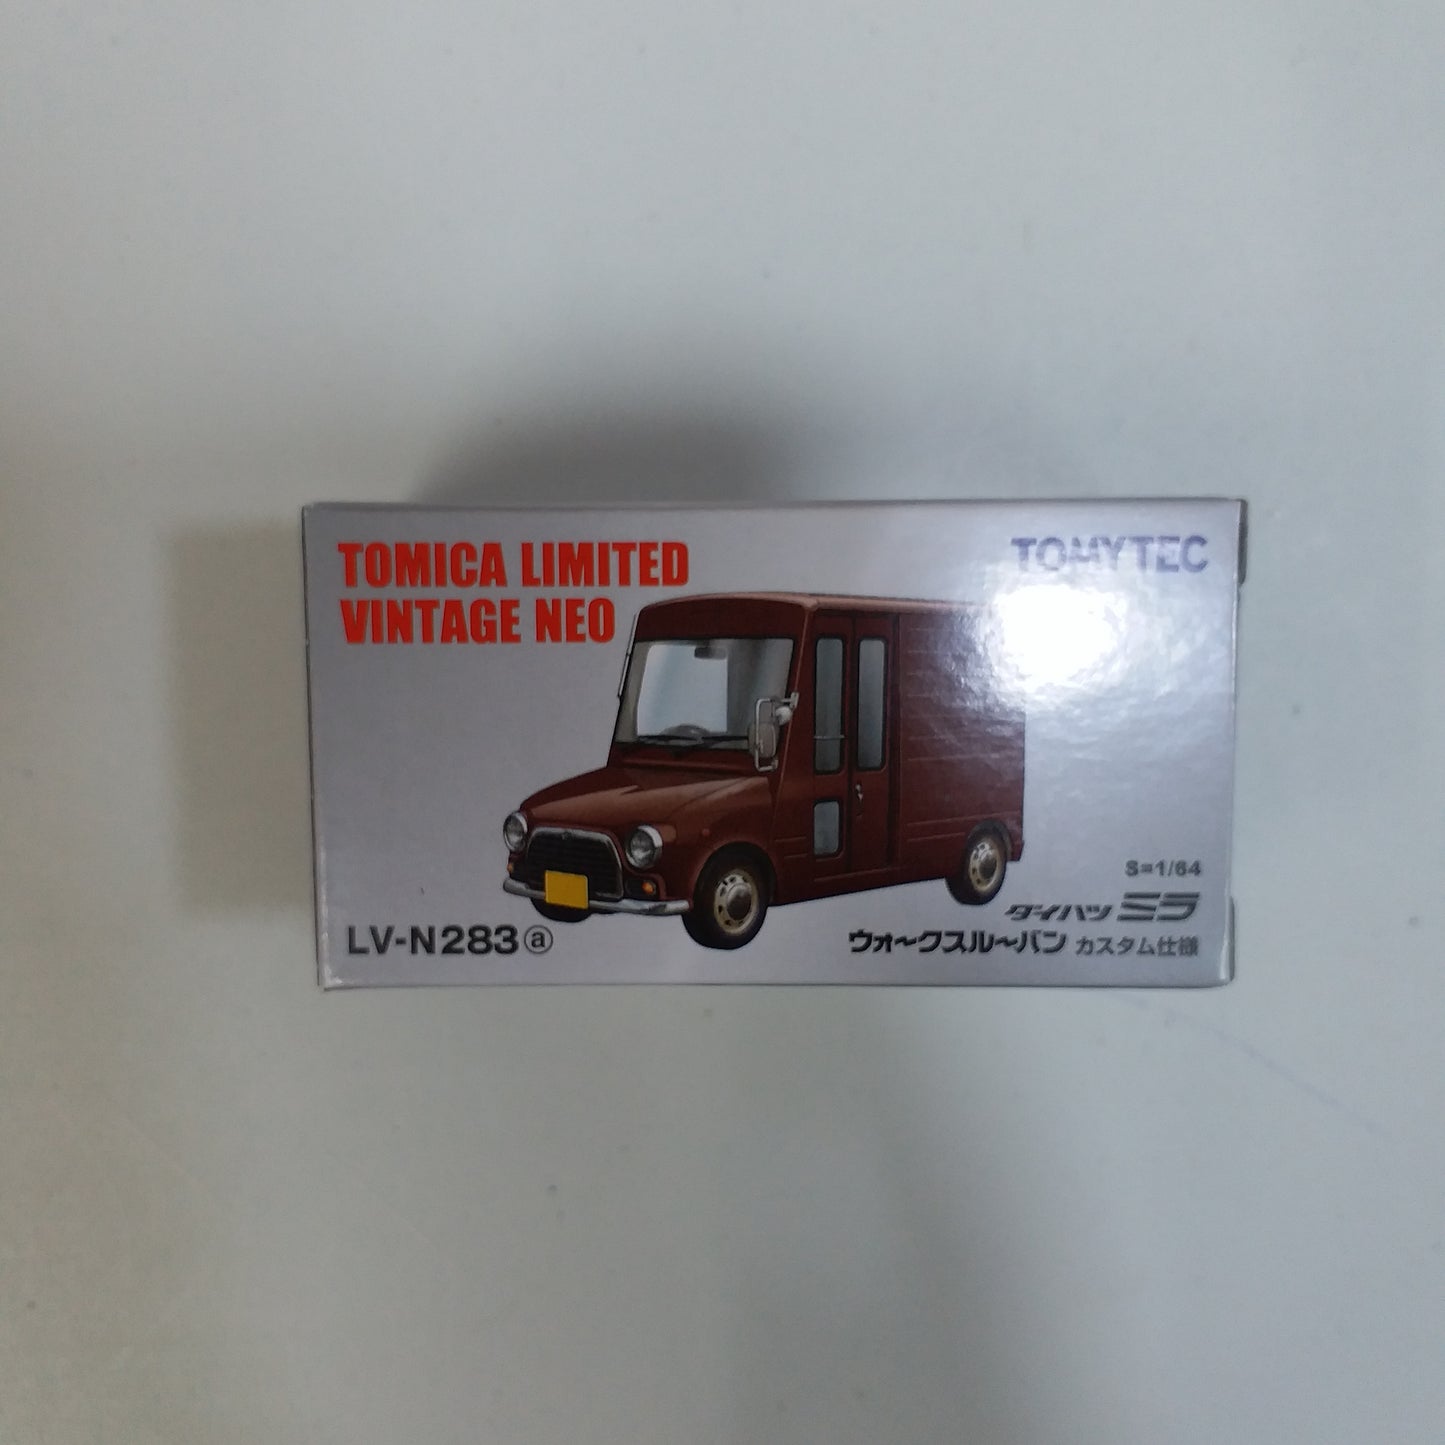 TOMICA LIMITED
VINTAGE NEO
TOMYTEC
S=1/64
ダイハツ ミラ
LV-N283ⓐ
ウォ〜クスル〜バン カスタム仕様